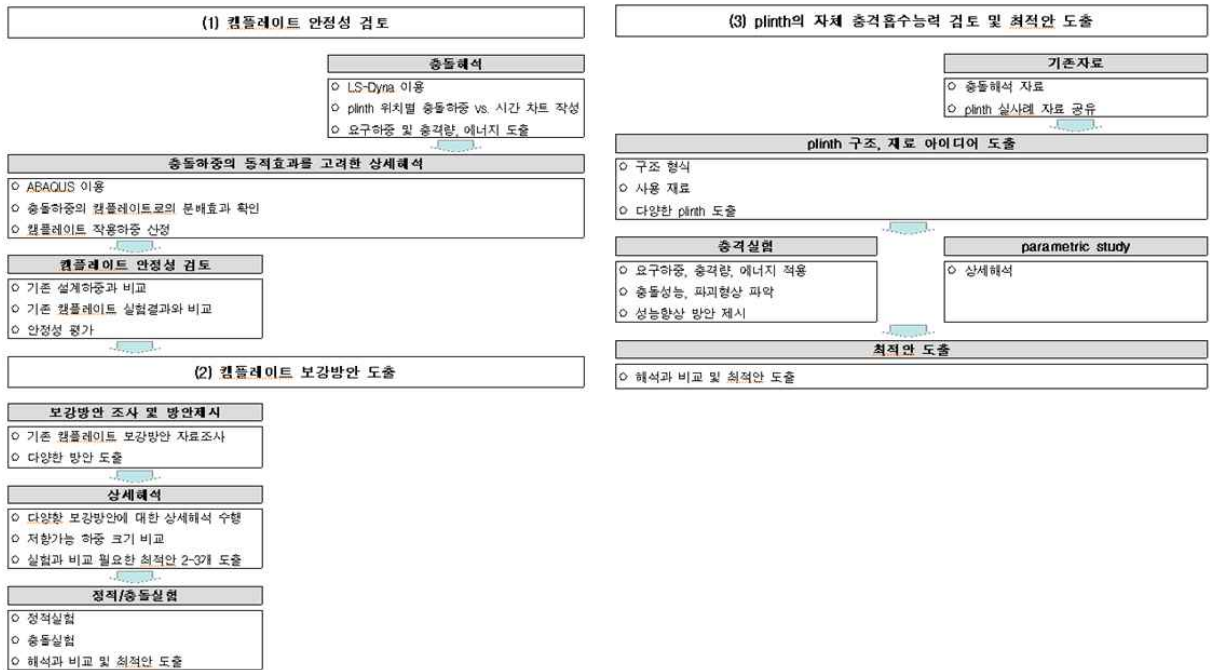 (1) 캠플레이트 안정성 검토
충돌해석
○ LS-Dyna 이용
○ plinth 위치별 충돌하중 vs. 시간 차트 작성
○ 요구하중 및 충격량, 에너지 도출
충돌하중의 동적효과를 고려한 상세해석
○ ABAQUS 이용
○ 충돌하중의 캠플레이트로의 분배효과 확인
○ 캠플레이트 작용하중 산정
캠플레이트 안정성 검토
○ 기존 설계하중과 비교
○ 기존 캠플레이트 실험결과와 비교
○ 안정성 평가
(2) 캠플레이트 보강방안 도출
보강방안 조사 및 방안제시
○ 기존 캠플레이트 보강방안 자료조사
○ 다양한 방안 도출
상세해석
○ 다양항 보강방안에 대한 상세해석 수행
○ 저항가능 하중 크기 비교
○ 실험과 비교 필요한 최적안 2-3개 도출
정적/충돌실험
○ 정적실험
○ 충돌실험
○ 해석과 비교 및 최적안 도출
(3) plinth의 자체 충격흡수능력 검토 및 최적안 도출
기존자료
○ 충돌해석 자료
○ plinth 실사례 자료 공유
plinth 구조, 재료 아이디어 도출
○ 구조 형식
○ 사용 재료
○ 다양한 plinth 도출
충격실험
○ 요구하중, 충격량, 에너지 적용
○ 충돌성능, 파괴형상 파악
○ 성능향상 방안 제시
parametric study
○ 상세해석
최적안 도출
○ 해석과 비교 및 최적안 도출